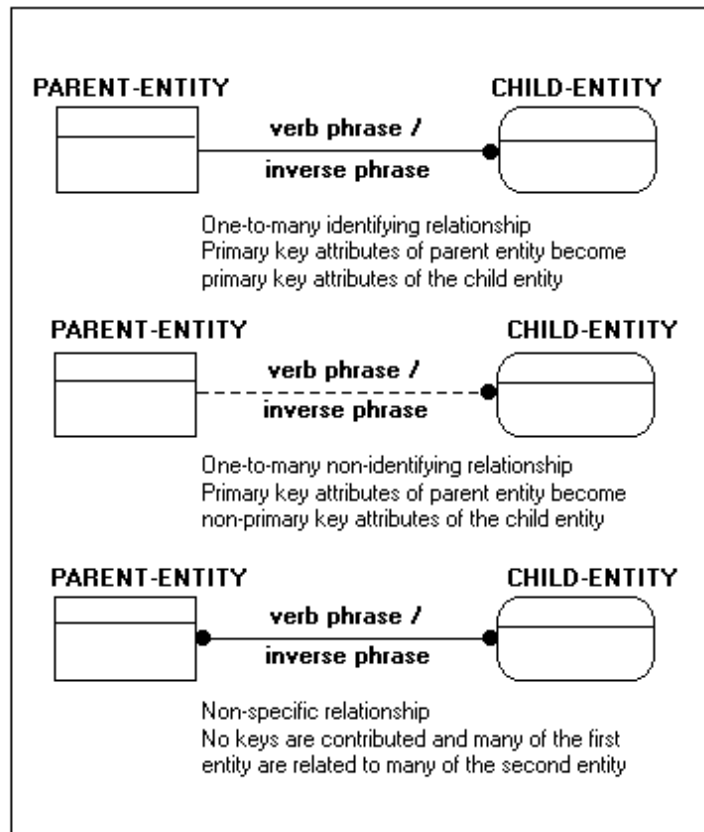 PARENT-ENTITY
CHILD-ENTITY
verb phrase /
inverse phrase
One-to-many identifying relationship
Primary key attributes of parent entity become
primary key attributes of the child entity
PARENT-ENTITY
CHILD-ENTITY
verb phrase /
inverse phrase
One-to-many non-identifying relationship
Primary key attributes of parent entity become
non-primary key attributes of the child entity
PARENT-ENTITY
CHILD-ENTITY
verb phrase /
inverse phrase
Non-specific relationship
No keys are contributed and many of the first
entity are related to many of the second entity